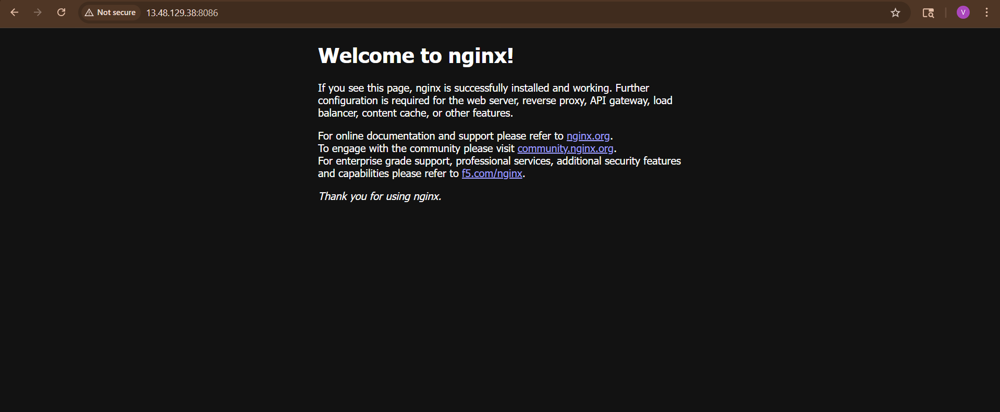 Not secure
13.48.129.38:8086
V
Welcome to nginx!
If you see this page, nginx is successfully installed and working. Further
configuration is required for the web server, reverse proxy, API gateway, load
balancer, content cache, or other features.
For online documentation and support please refer to nginx.org.
To engage with the community please visit community.nginx.org.
For enterprise grade support, professional services, additional security features
and capabilities please refer to f5.com/nginx.
Thank you for using nginx.